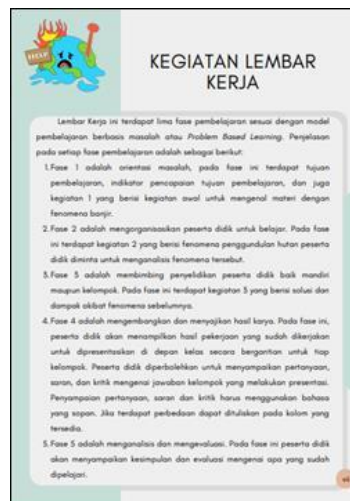 HELP
KEGIATAN LEMBAR
KERJA
Lembar Kerja ini terdapat lima fase pembelajaran sesuai dengan model
pembelajaran berbasis masalah atau Problem Based Learning. Penjelasan
pada setiap fase pembelajaran adalah sebagai berikut:
1. Fase 1 adalah orientasi masalah, pada fase ini terdapat tujuan
pembelajaran, indikator pencapaian tujuan pembelajaran, dan juga
kegiatan 1 yang berisi kegiatan awal untuk mengenal materi dengan
fenomena banjir.
2. Fase 2 adalah mengorganisasikan peserta didik untuk belajar. Pada fase
ini terdapat kegiatan 2 yang berisi fenomena penggundulan hutan peserta
didik diminta untuk menganalisis fenomena tersebut.
3. Fase 3 adalah membimbing penyelidikan peserta didik baik mandiri
maupun kelompok. Pada fase ini terdapat kegiatan 3 yang berisi solusi dan
dampak akibat fenomena sebelumnya.
4. Fase 4 adalah mengembangkan dan menyajikan hasil karya. Pada fase ini,
peserta didik akan menampilkan hasil pekerjaan yang sudah dikerjakan
untuk dipresentasikan di depan kelas secara bergantian untuk tiap
kelompok. Peserta didik diperbolehkan untuk menyampaikan pertanyaan,
saran, dan kritik mengenai jawaban kelompok yang melakukan presentasi.
Penyampaian pertanyaan, saran dan kritik harus menggunakan bahasa
yang sopan. Jika terdapat perbedaan dapat dituliskan pada kolom yang
tersedia.
5. Fase 5 adalah menganalisis dan mengevaluasi. Pada fase ini peserta didik
akan menyampaikan kesimpulan dan evaluasi mengenai apa yang sudah
dipelajari.